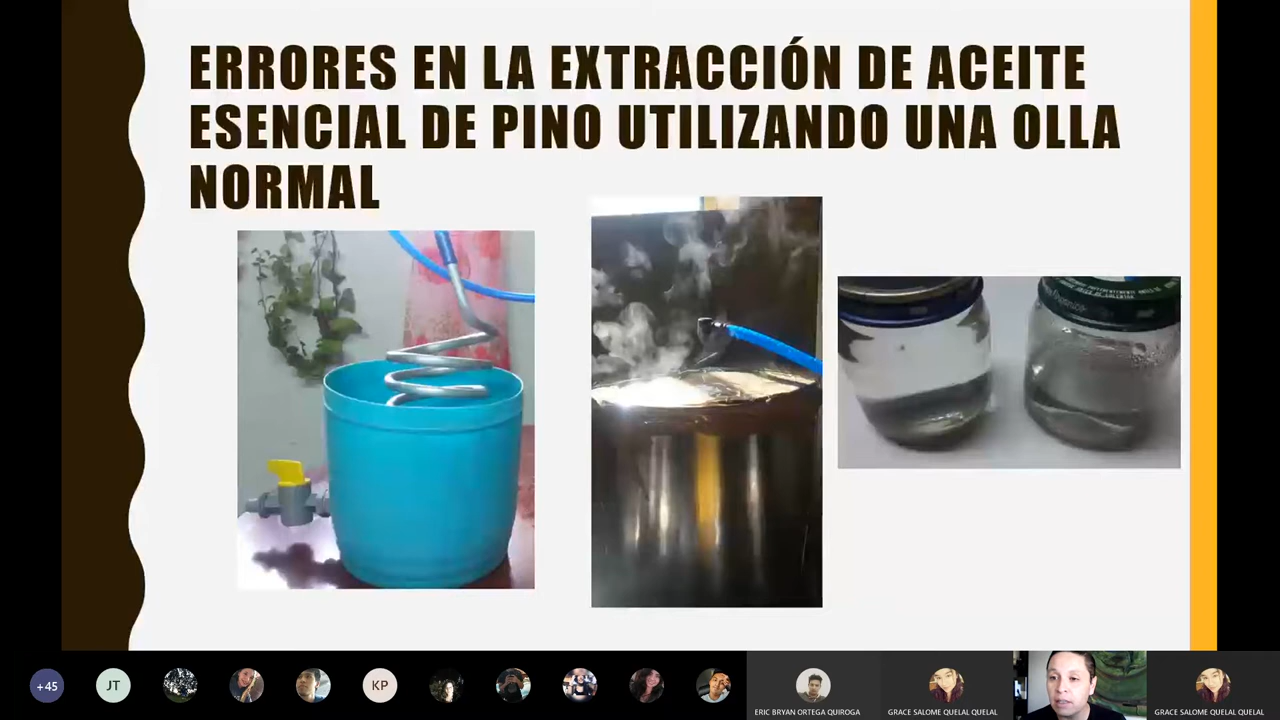 ERRORES EN LA EXTRACCIÓN DE ACEITE
ESENCIAL DE PINO UTILIZANDO UNA OLLA
NORMAL
+45
JT
KP
ERIC BRYAN ORTEGA QUIROGA
GRACE SALOME QUELAL QUELAL
GRACE SALOME QUELAL QUELAL